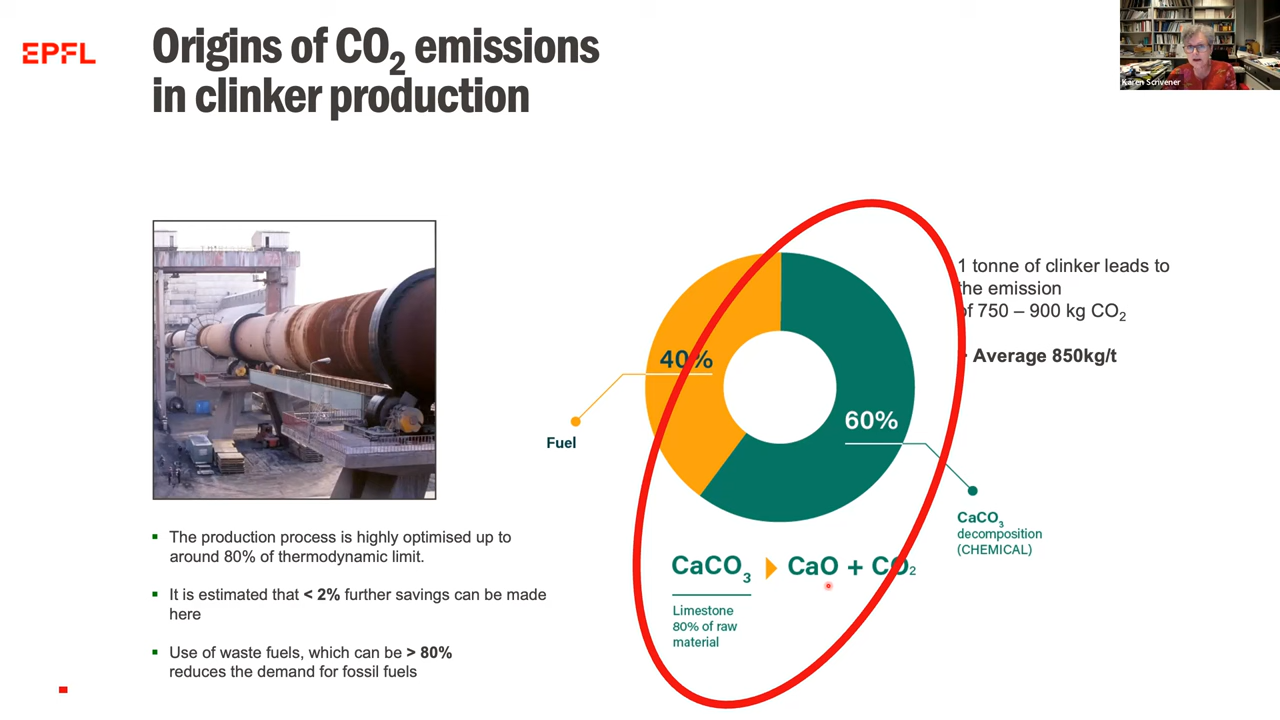 EPFL
Origins of CO₂ emissions
in clinker production
Karen Scrivener
1 tonne of clinker leads to
the emission
of 750 – 900 kg CO₂
Average 850kg/t
40%
60%
Fuel
CaCO₃
decomposition
(CHEMICAL)
CaCO₃ CaO + CO₂
Limestone
80% of raw
material
The production process is highly optimised up to
around 80% of thermodynamic limit.
It is estimated that < 2% further savings can be made
here
Use of waste fuels, which can be > 80%
reduces the demand for fossil fuels